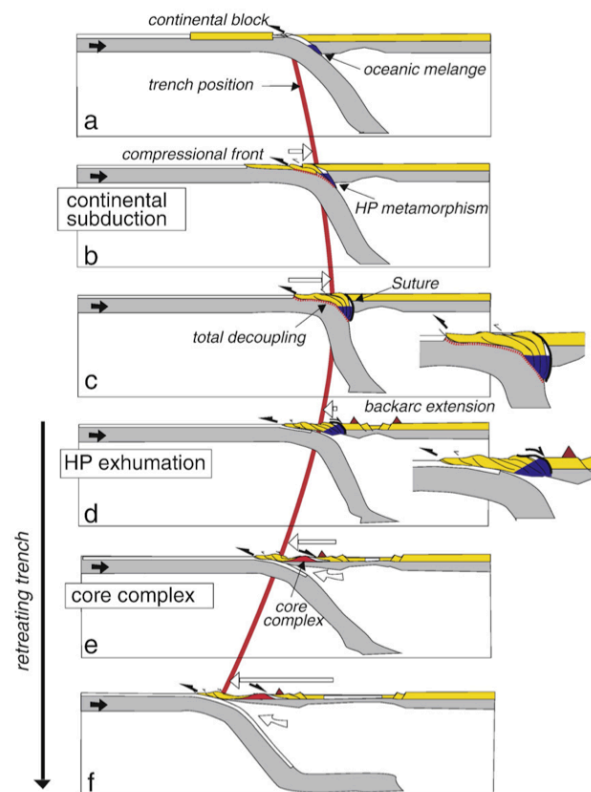 continental block
oceanic melange
trench position
a
compressional front
continental
subduction
HP metamorphism
b
Suture
total decoupling
c
backarc extension
HP exhumation
d
core complex
core
complex
e
retreating trench
f